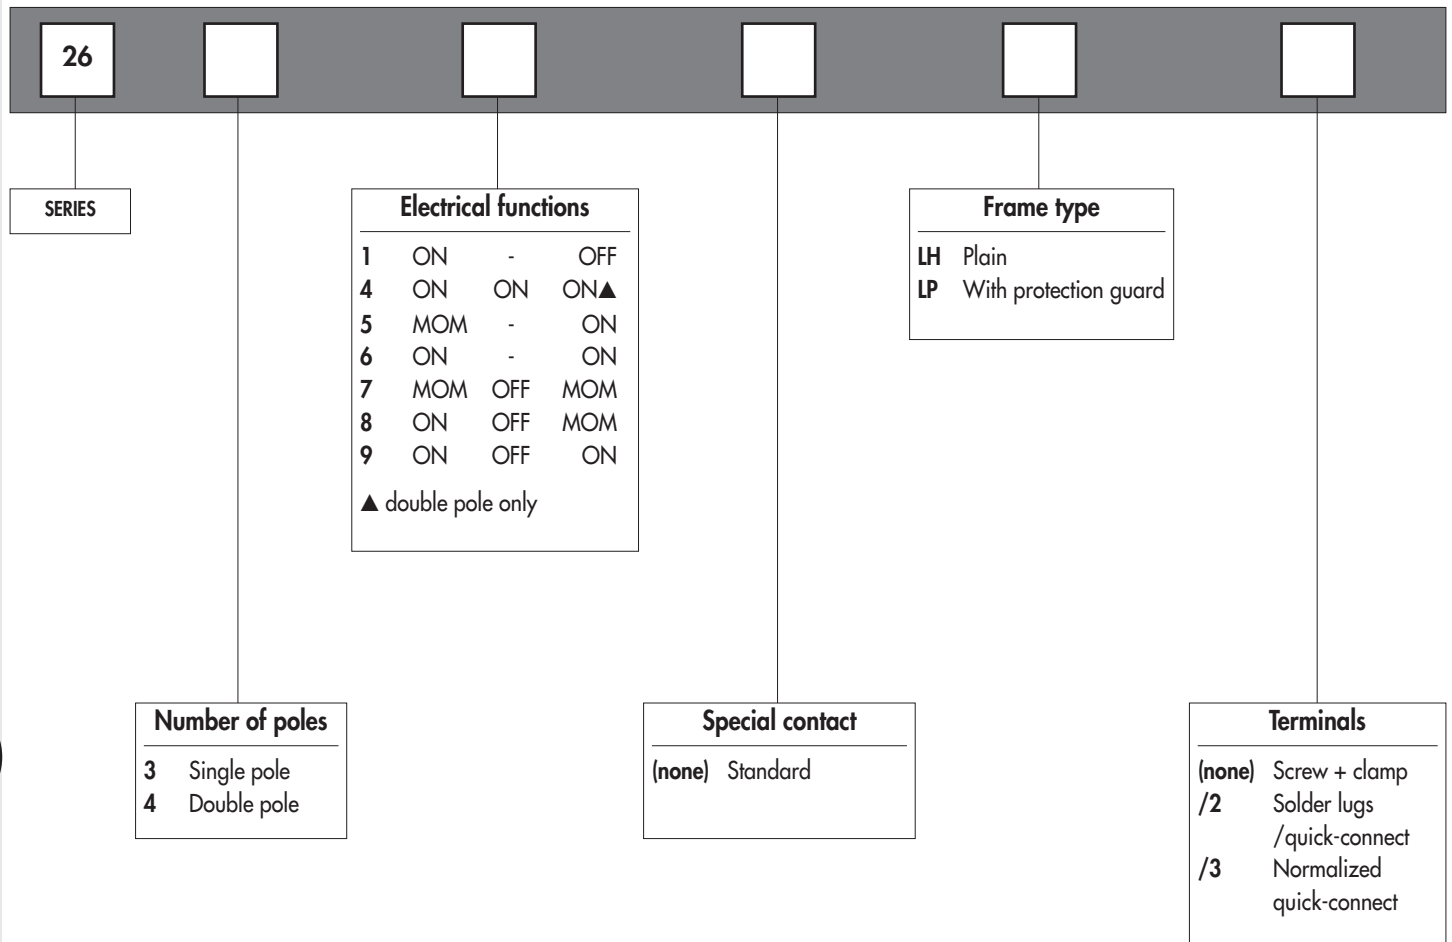 26
SERIES
Electrical functions
1 ON - OFF
4 ON ON ON▲
5 MOM - ON
6 ON - ON
7 MOM OFF MOM
8 ON OFF MOM
9 ON OFF ON
▲ double pole only
Frame type
LH Plain
LP With protection guard
Number of poles
3 Single pole
4 Double pole
Special contact
(none) Standard
Terminals
(none) Screw + clamp
/2 Solder lugs
/quick-connect
/3 Normalized
quick-connect